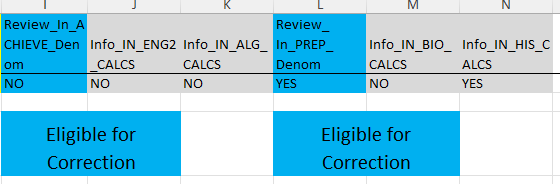 I J K L M N
Review_In_A
CHIEVE_Den
om
Info_IN_ENG2
_CALCS
Info_IN_ALG_
CALCS
Review_
In_PREP_
Denom
Info_IN_BIO_
CALCS
Info_IN_HIS_C
ALCS
NO NO NO YES NO YES
Eligible for
Correction
Eligible for
Correction